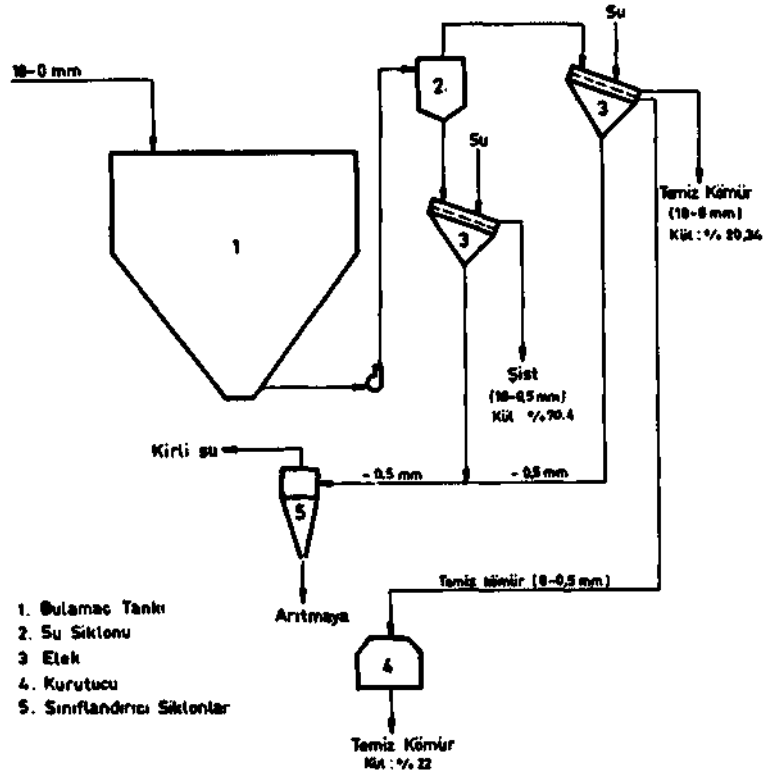 18-0 mm
Su
2.
3
Temiz Kömür
(18-8 mm)
Kül : % 20,34
Su
3
1
Şist
(18-0,5 mm)
Kül %70.4
Kirli su
- 0,5 mm
- 0,5 mm
5
Arıtmaya
Temiz kömür (8-0,5 mm)
4
1. Bulamaç Tankı
2. Su Siklonu
3 Elek
4. Kurutucu
5. Sınıflandırıcı Siklonlar
Temiz Kömür
Kül : % 22